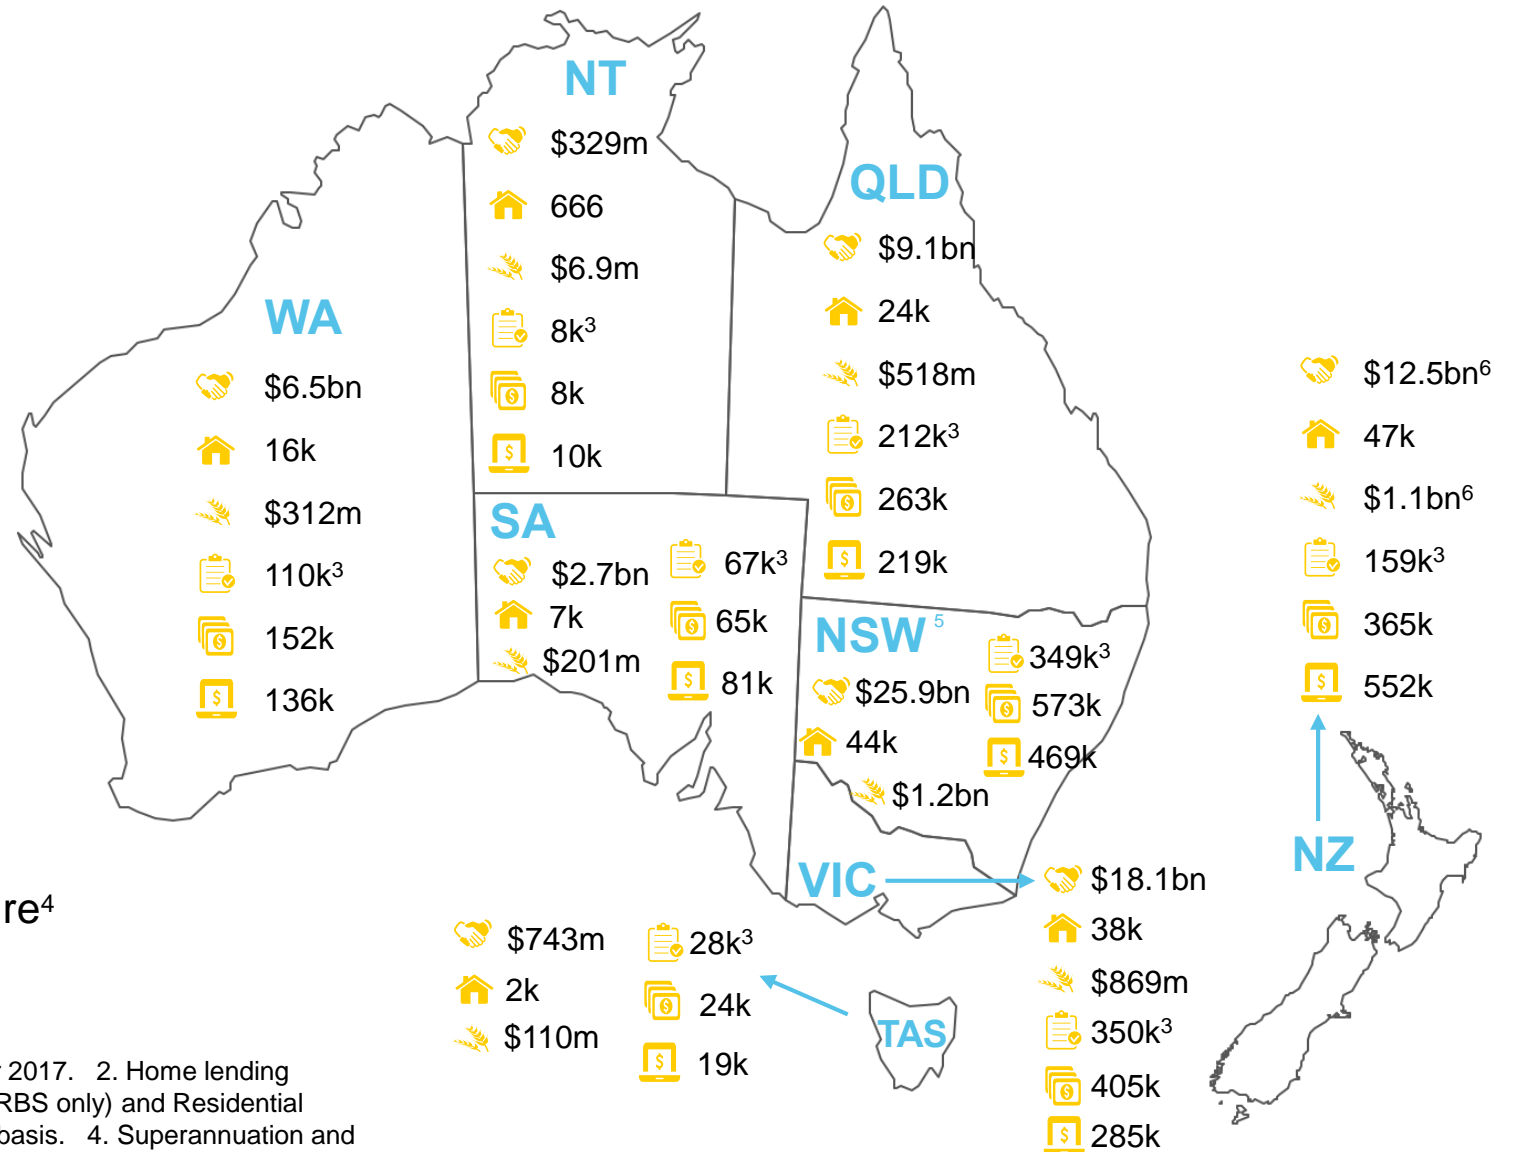 NT
$329m
666
$6.9m
8k³
8k
10k
QLD
$9.1bn
24k
$518m
212k³
263k
219k
WA
$6.5bn
16k
$312m
110k³
152k
136k
SA
$2.7bn
7k
$201m
67k³
65k
81k
NSW ⁵
$25.9bn
44k
$1.2bn
349k³
573k
469k
$12.5bn⁶
47k
$1.1bn⁶
159k³
365k
552k
NZ
VIC
$18.1bn
38k
$869m
350k³
405k
285k
re⁴
$743m
2k
$110m
28k³
24k
19k
TAS
2017. 2. Home lending
RBS only) and Residential
basis. 4. Superannuation and